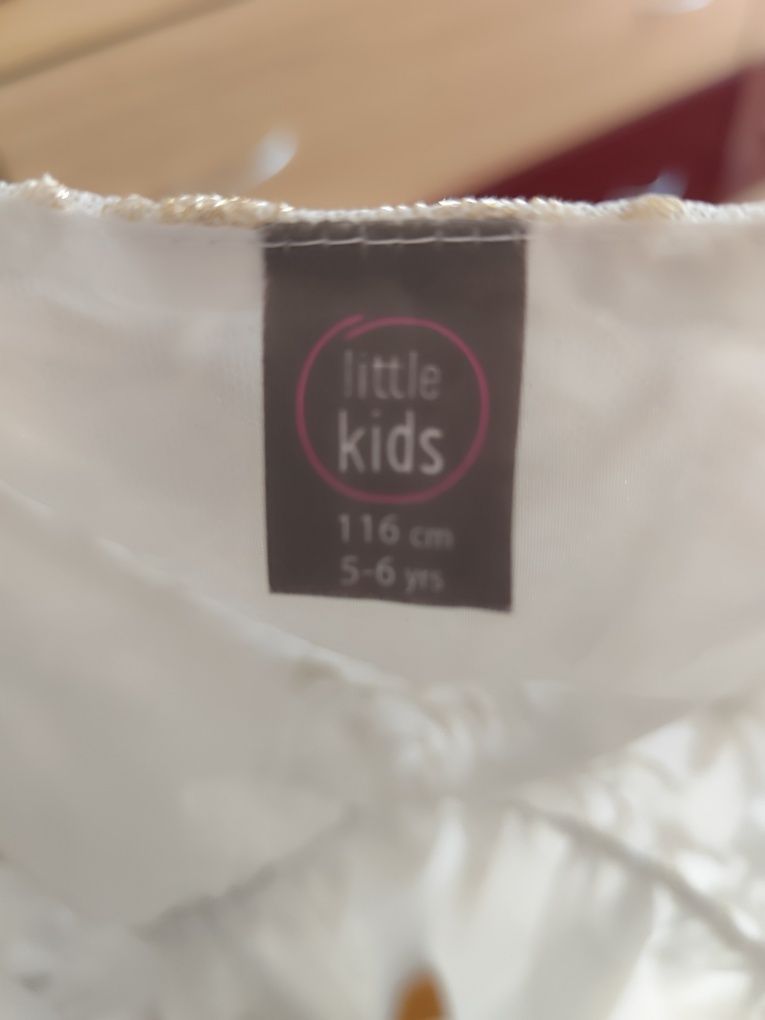 little
kids
116 cm
5-6 yrs